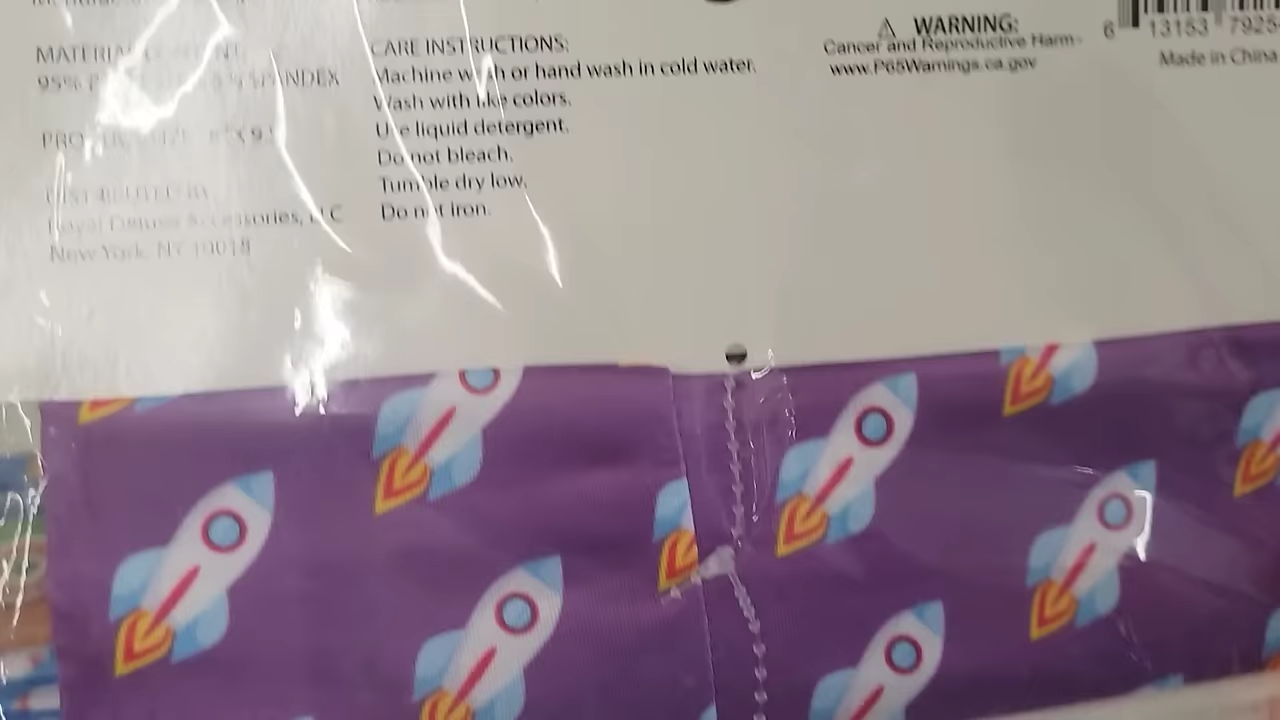 MATERIAL CONTENT:
95% 5% SPANDEX
PRODUCT SIZE:
DISTRIBUTED BY:
Royal Deluxe Accessories, LLC
New York, NY 10018
CARE INSTRUCTIONS:
Machine wash or hand wash in cold water.
Wash with like colors.
Use liquid detergent.
Do not bleach.
Tumble dry low.
Do not iron.
⚠ WARNING:
Cancer and Reproductive Harm-
www.P65Warnings.ca.gov
6 13153 7925
Made in China